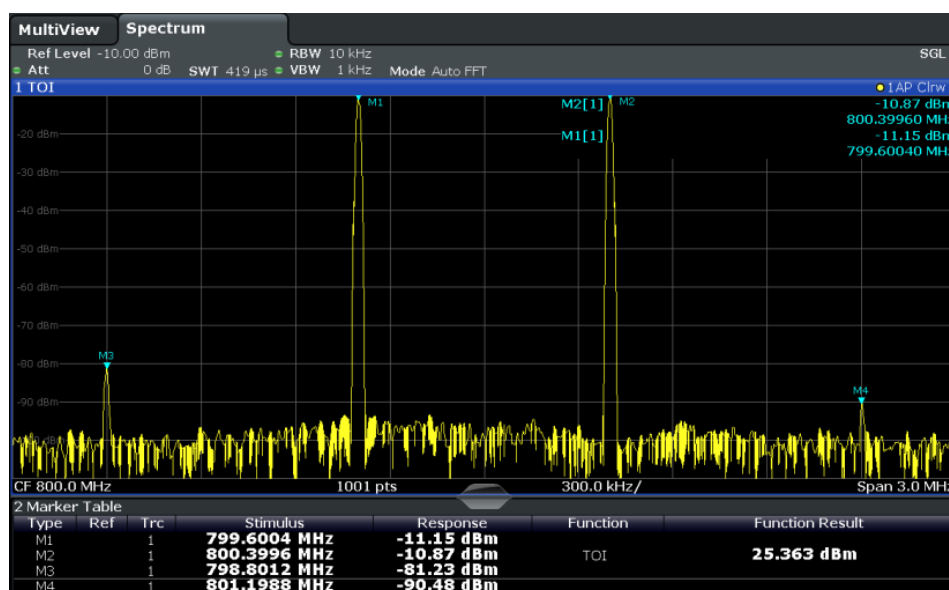 MultiView Spectrum
Ref Level -10.00 dBm RBW 10 kHz SGL
Att 0 dB SWT 419 µs VBW 1 kHz Mode Auto FFT
1 TOI 1AP Clrw
M1 M2[1] M2 -10.87 dBm
800.39960 MHz
-20 dBm M1[1] -11.15 dBm
799.60040 MHz
-30 dBm
-40 dBm
-50 dBm
-60 dBm
-70 dBm
M3
-80 dBm
M4
-90 dBm
CF 800.0 MHz 1001 pts 300.0 kHz/ Span 3.0 MHz
2 Marker Table
Type Ref Trc Stimulus Response Function Function Result
M1 1 799.6004 MHz -11.15 dBm
M2 1 800.3996 MHz -10.87 dBm TOI 25.363 dBm
M3 1 798.8012 MHz -81.23 dBm
M4 1 801.1988 MHz -90.48 dBm